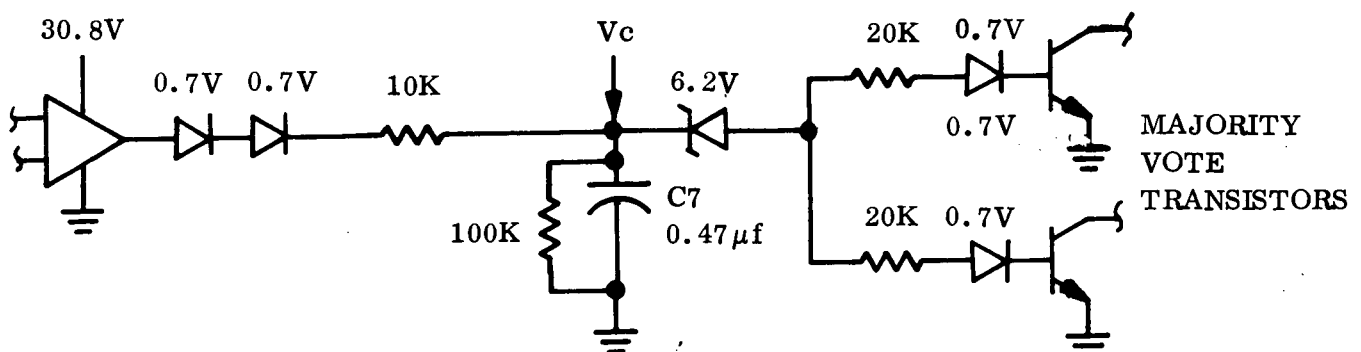 30.8V
0.7V 0.7V
10K
Vc
6.2V
20K 0.7V
0.7V
MAJORITY
VOTE
TRANSISTORS
100K
C7
0.47μf
20K 0.7V